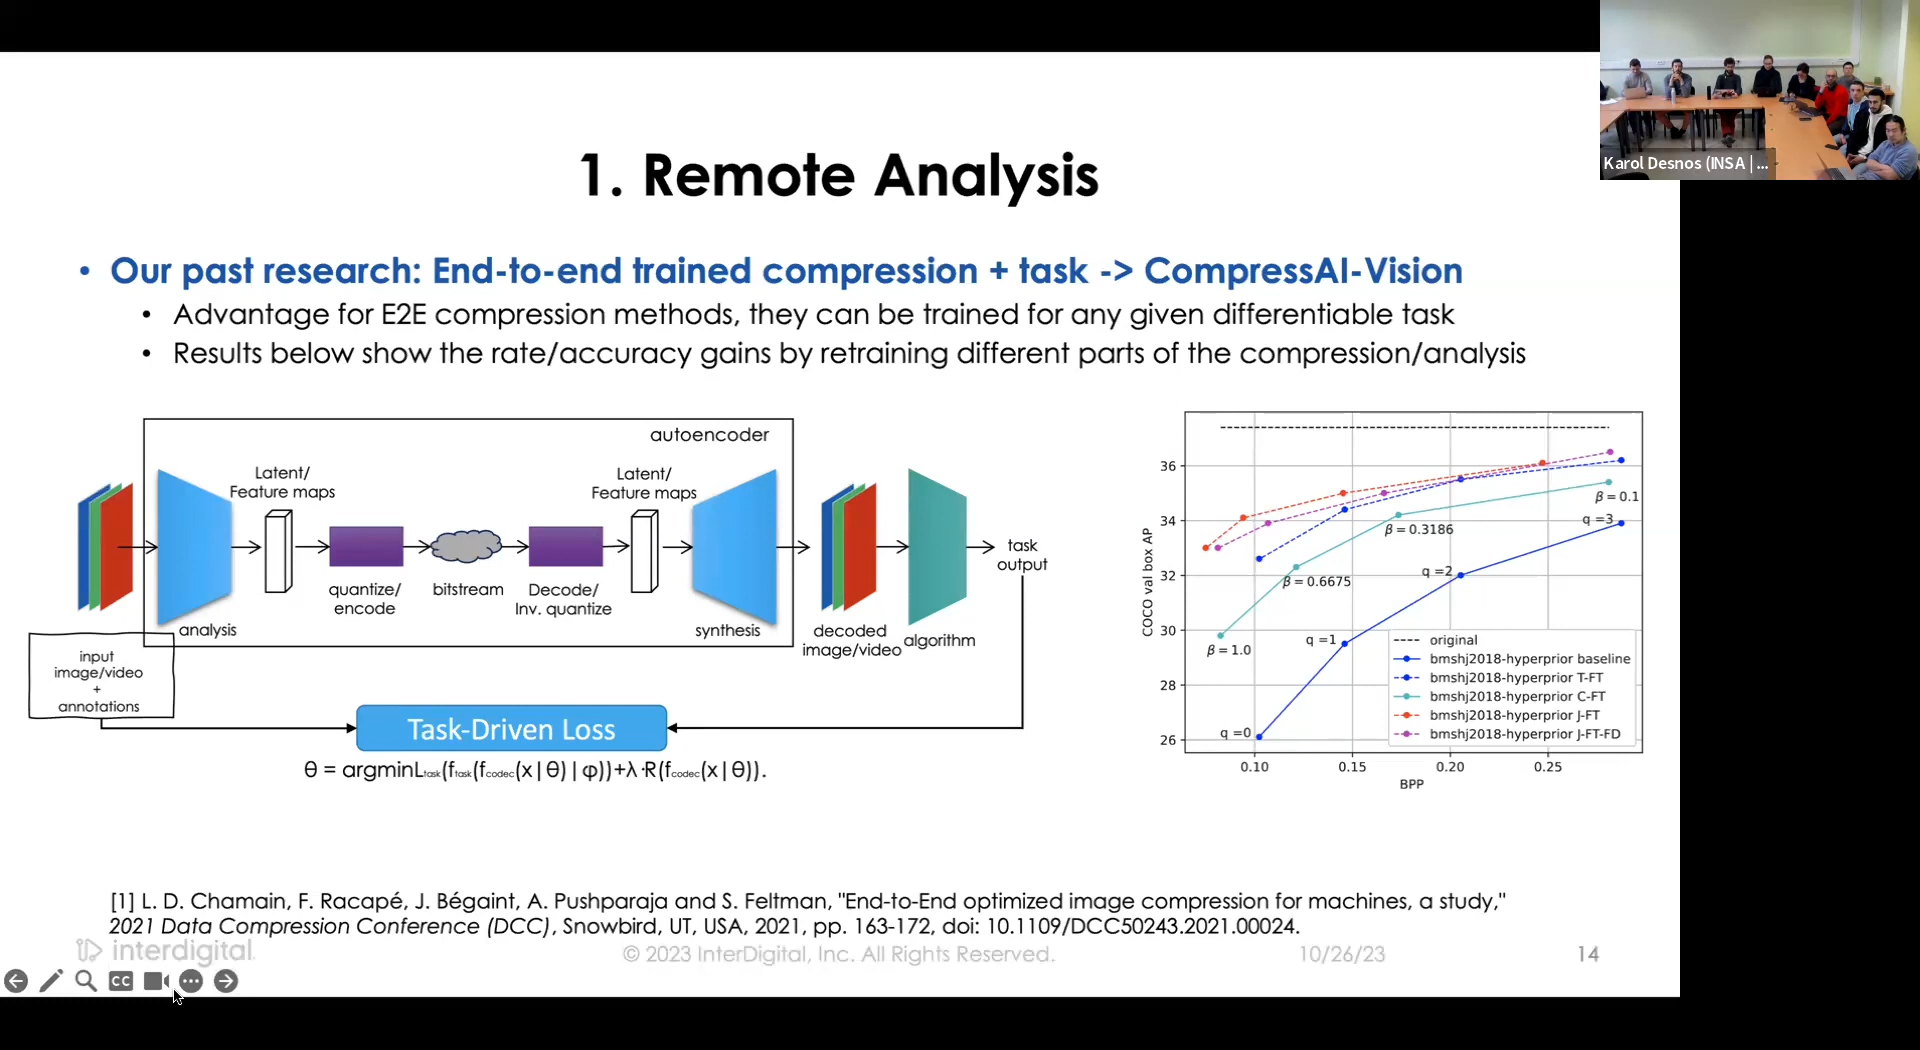 Karol Desnos (INSA | ...
1. Remote Analysis
• Our past research: End-to-end trained compression + task -> CompressAI-Vision
• Advantage for E2E compression methods, they can be trained for any given differentiable task
• Results below show the rate/accuracy gains by retraining different parts of the compression/analysis
autoencoder
Latent/
Feature maps
Latent/
Feature maps
quantize/
encode
bitstream
Decode/
Inv. quantize
analysis
synthesis
decoded
image/video
algorithm
task
output
input
image/video
+
annotations
Task-Driven Loss
θ = argminLtask(ftask(fcodec(x|θ)|φ))+λ·R(fcodec(x|θ)).
COCO val box AP
36
34
32
30
28
26
β = 0.1
q =3
β = 0.3186
q =2
β = 0.6675
q =1
β = 1.0
q =0
original
bmshj2018-hyperprior baseline
bmshj2018-hyperprior T-FT
bmshj2018-hyperprior C-FT
bmshj2018-hyperprior J-FT
bmshj2018-hyperprior J-FT-FD
0.10 0.15 0.20 0.25
BPP
[1] L. D. Chamain, F. Racapé, J. Bégaint, A. Pushparaja and S. Feltman, "End-to-End optimized image compression for machines, a study,"
2021 Data Compression Conference (DCC), Snowbird, UT, USA, 2021, pp. 163-172, doi: 10.1109/DCC50243.2021.00024.
interdigital
© 2023 InterDigital, Inc. All Rights Reserved.
10/26/23
14
CC